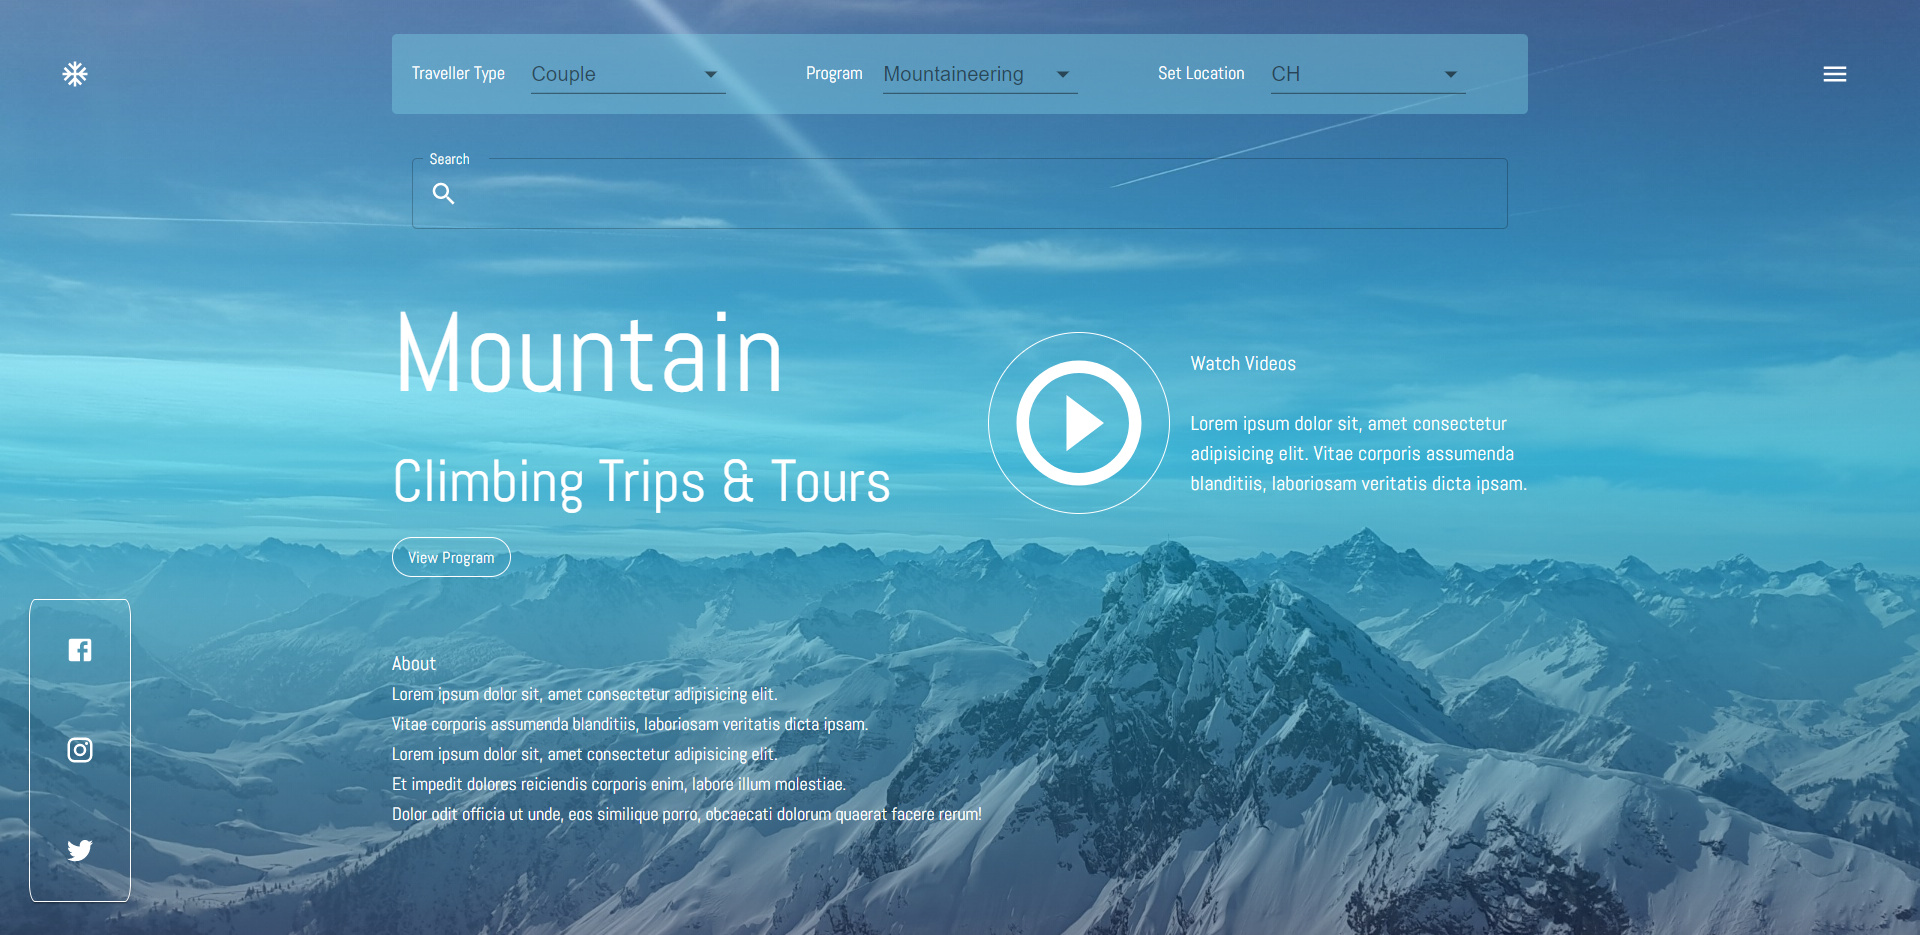 Traveller Type Couple Program Mountaineering Set Location CH
Search
Mountain
Climbing Trips & Tours
View Program
Watch Videos
Lorem ipsum dolor sit, amet consectetur
adipisicing elit. Vitae corporis assumenda
blanditiis, laboriosam veritatis dicta ipsam.
About
Lorem ipsum dolor sit, amet consectetur adipisicing elit.
Vitae corporis assumenda blanditiis, laboriosam veritatis dicta ipsam.
Lorem ipsum dolor sit, amet consectetur adipisicing elit.
Et impedit dolores reiciendis corporis enim, labore illum molestiae.
Dolor odit officia ut unde, eos similique porro, obcaecati dolorum quaerat facere rerum!